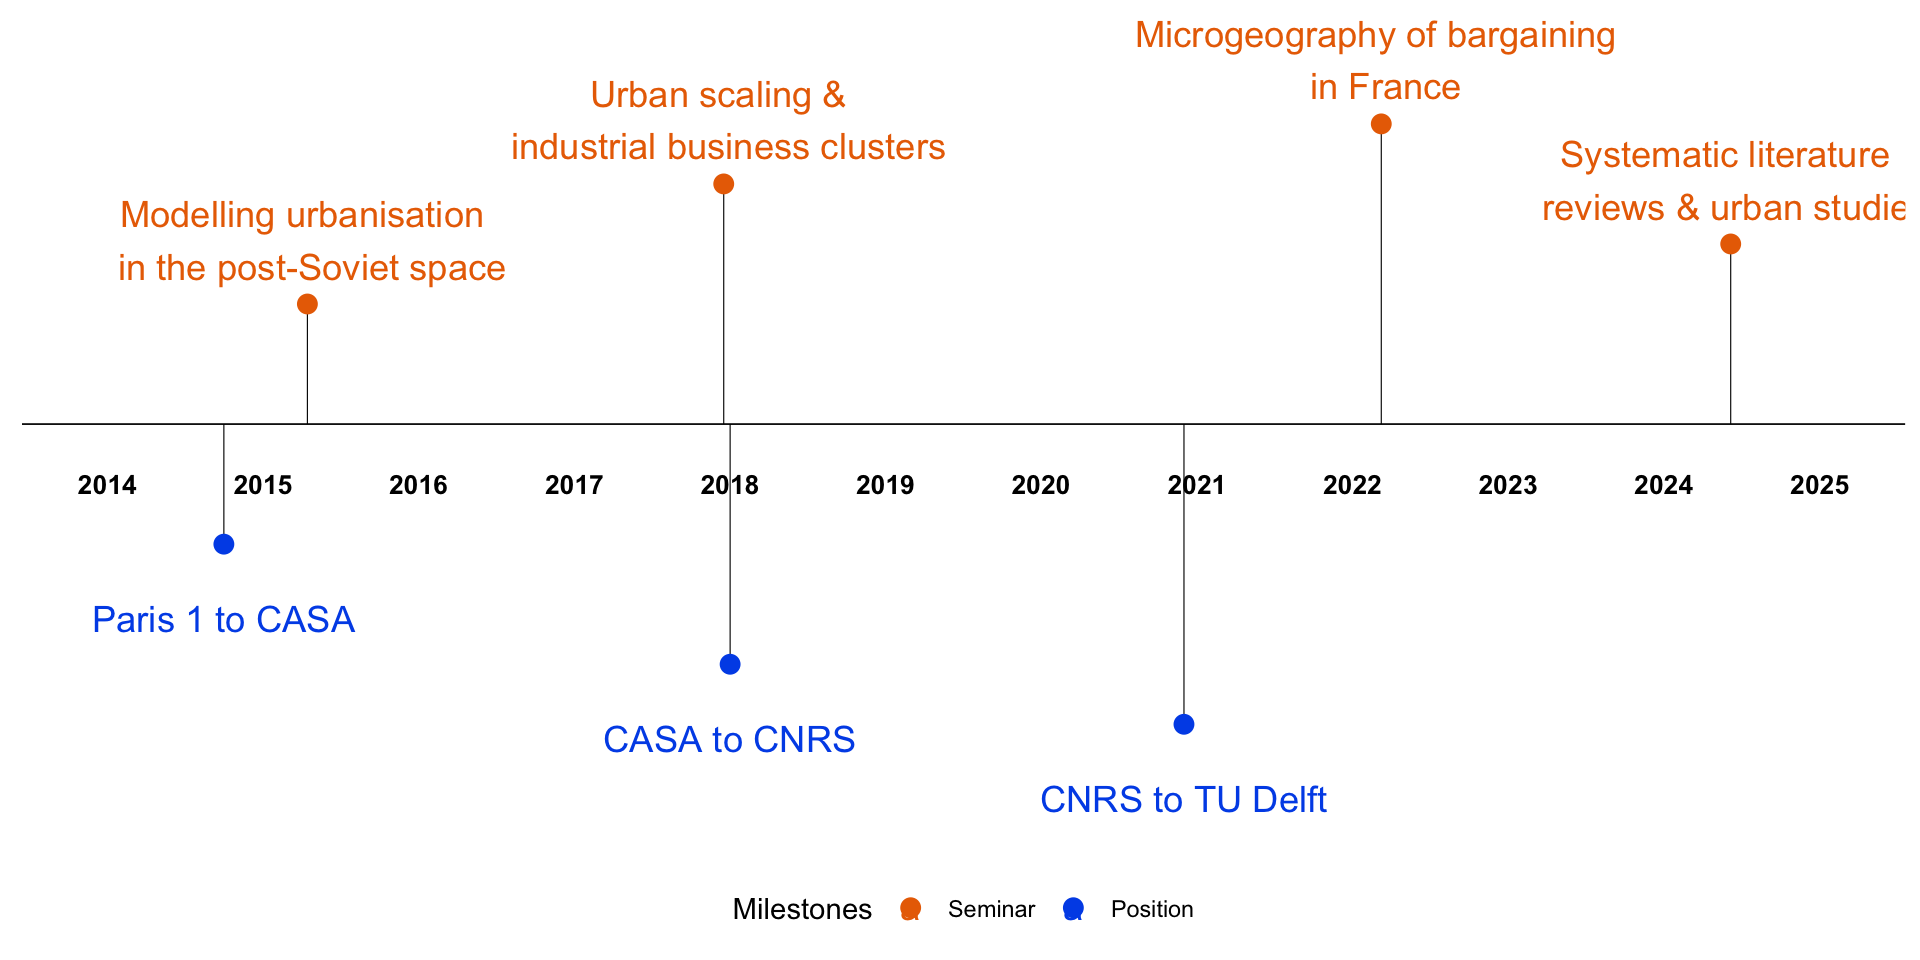 Microgeography of bargaining
in France
Urban scaling &
industrial business clusters
Systematic literature
reviews & urban studie
Modelling urbanisation
in the post-Soviet space
2014 2015 2016 2017 2018 2019 2020 2021 2022 2023 2024 2025
Paris 1 to CASA
CASA to CNRS
CNRS to TU Delft
Milestones Seminar Position